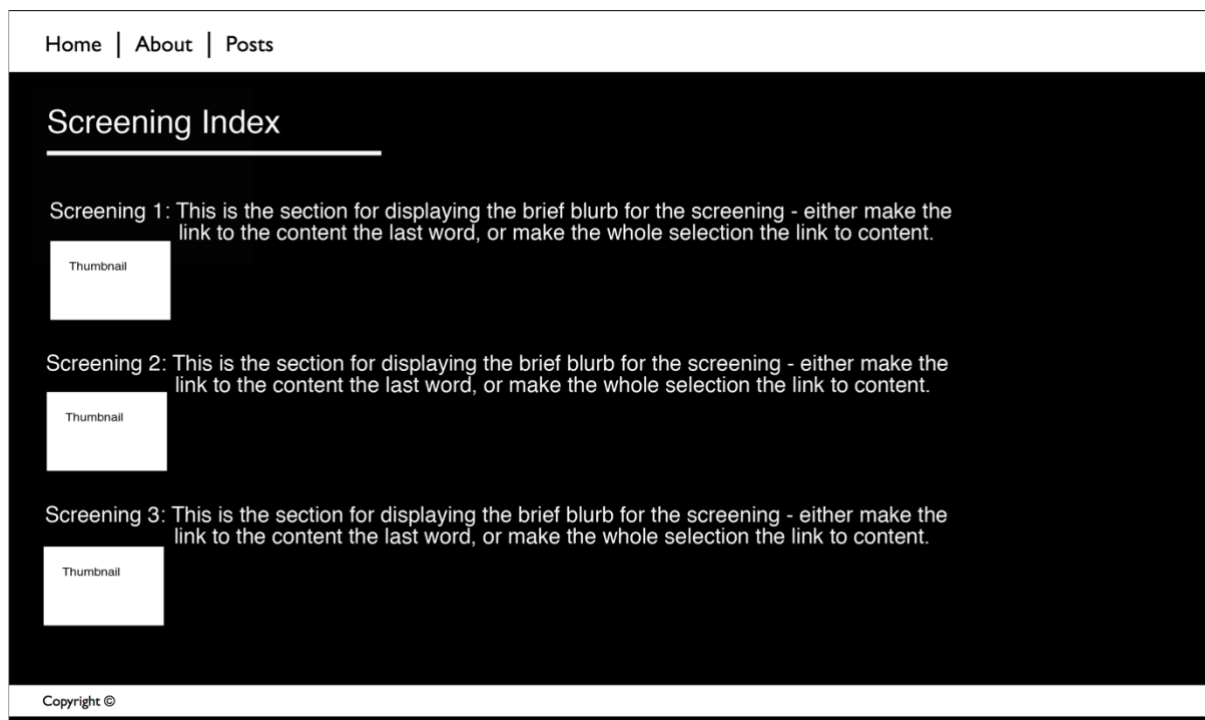 Home | About | Posts
Screening Index
Screening 1: This is the section for displaying the brief blurb for the screening - either make the
link to the content the last word, or make the whole selection the link to content.
Thumbnail
Screening 2: This is the section for displaying the brief blurb for the screening - either make the
link to the content the last word, or make the whole selection the link to content.
Thumbnail
Screening 3: This is the section for displaying the brief blurb for the screening - either make the
link to the content the last word, or make the whole selection the link to content.
Thumbnail
Copyright ©